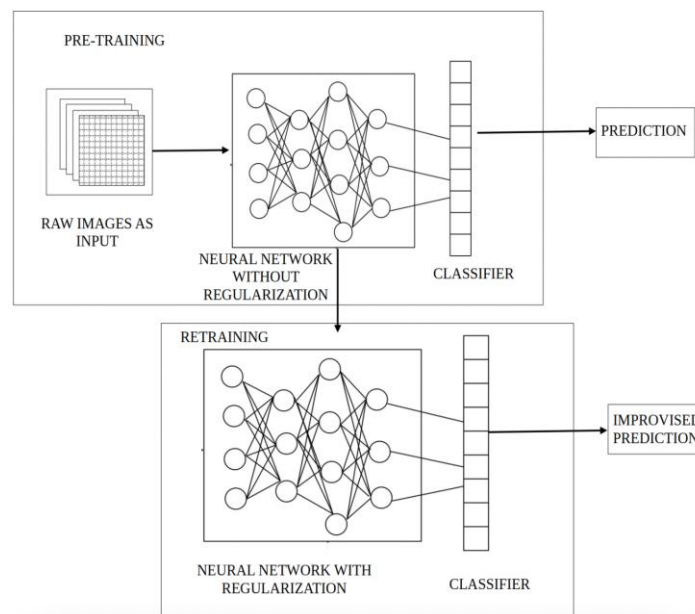 PRE-TRAINING
RAW IMAGES AS
INPUT
NEURAL NETWORK
WITHOUT
REGULARIZATION
CLASSIFIER
PREDICTION
RETRAINING
NEURAL NETWORK WITH
REGULARIZATION
CLASSIFIER
IMPROVISED
PREDICTION